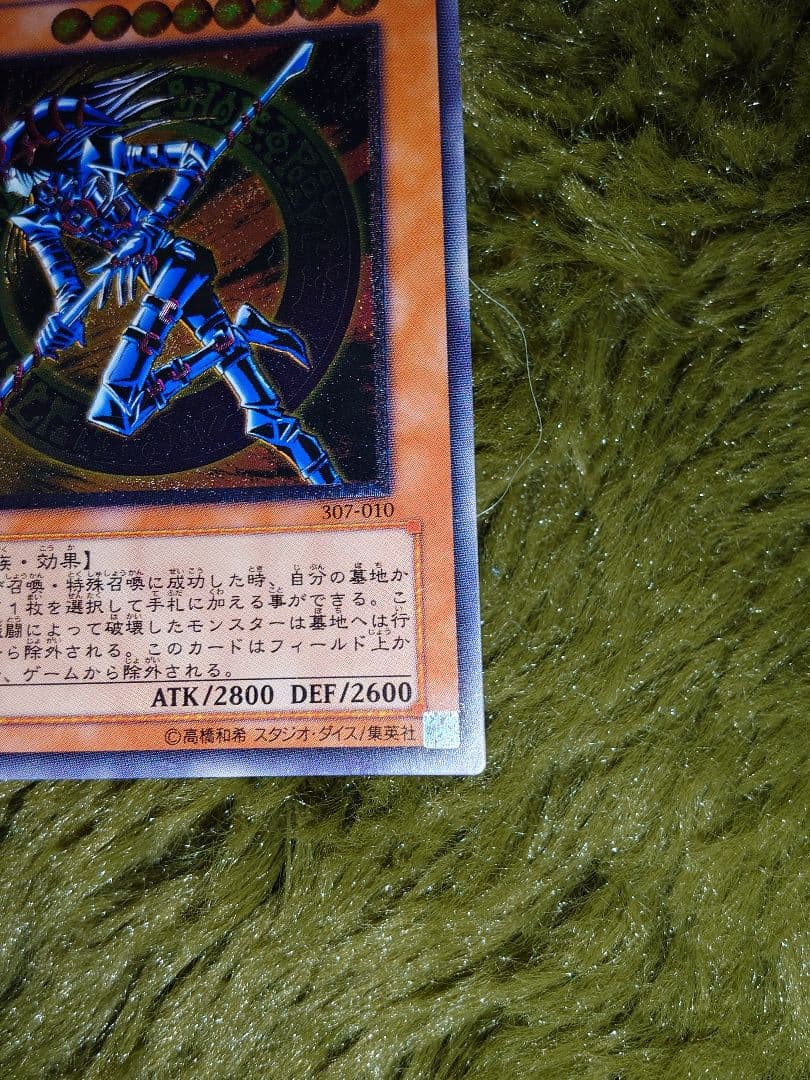 307-010
族・効果】
召喚・特殊召喚に成功した時、自分の墓地か
1枚を選択して手札に加える事ができる。こ
戦闘によって破壊したモンスターは墓地へは行
ら除外される。このカードはフィールド上か
、ゲームから除外される。
ATK/2800 DEF/2600
©高橋和希 スタジオ・ダイス/集英社